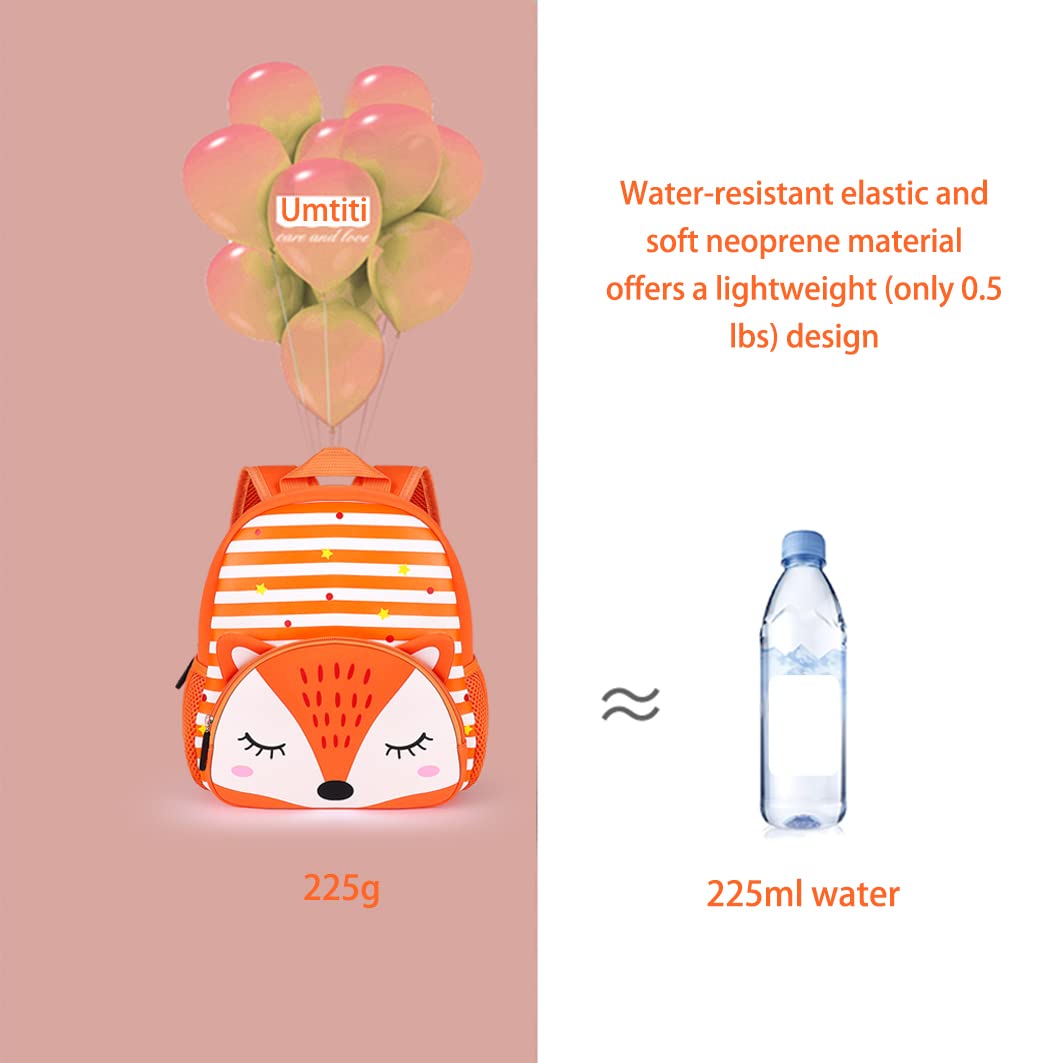 Umtiti
care and love
Water-resistant elastic and
soft neoprene material
offers a lightweight (only 0.5
lbs) design
225g
225ml water